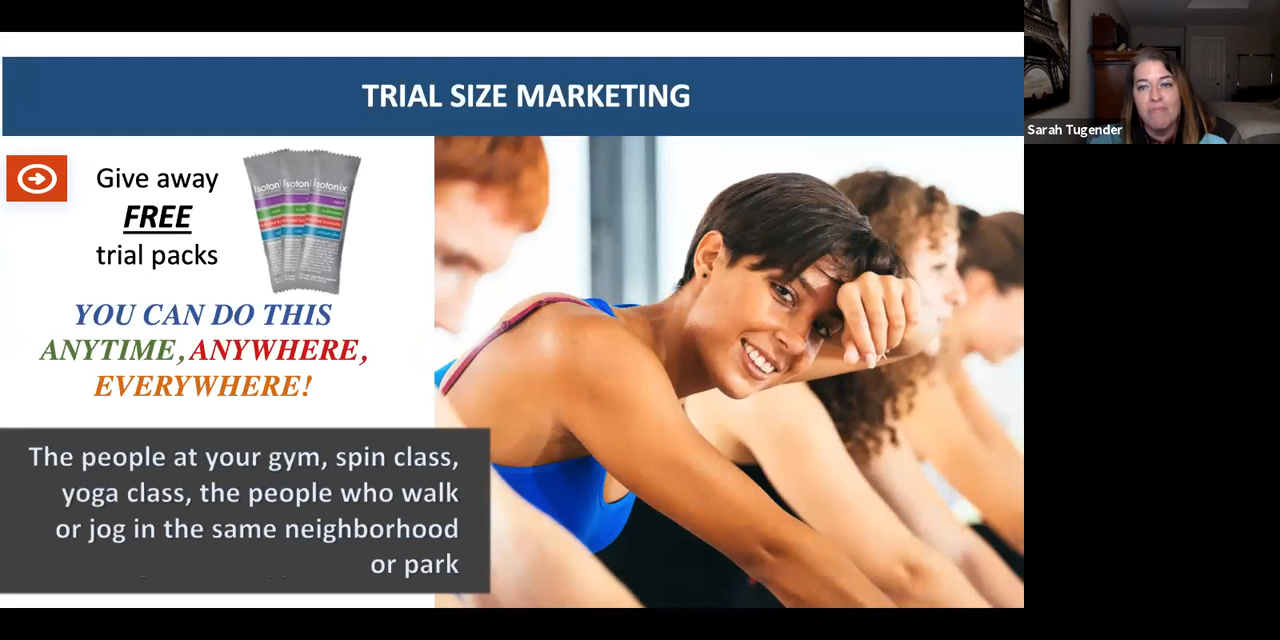 TRIAL SIZE MARKETING
Sarah Tugender
Give away
FREE
trial packs
Isotonix
YOU CAN DO THIS
ANYTIME, ANYWHERE,
EVERYWHERE!
The people at your gym, spin class,
yoga class, the people who walk
or jog in the same neighborhood
or park